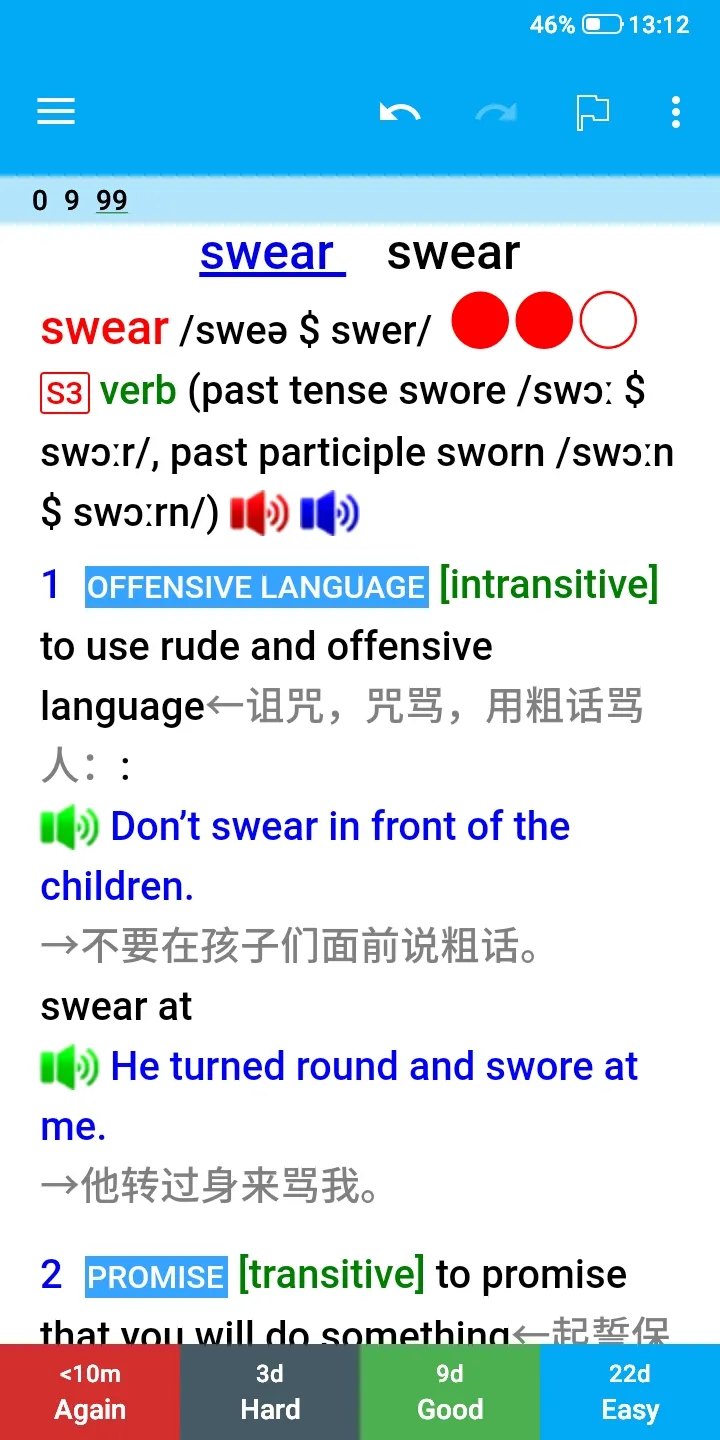 46% 13:12
0 9 99
swear swear
swear /sweə $ swer/
S3 verb (past tense swore /swɔː $
swɔːr/, past participle sworn /swɔːn
$ swɔːrn/)
1 OFFENSIVE LANGUAGE [intransitive]
to use rude and offensive
language←诅咒，咒骂，用粗话骂
人： :
Don’t swear in front of the
children.
→不要在孩子们面前说粗话。
swear at
He turned round and swore at
me.
→他转过身来骂我。
2 PROMISE [transitive] to promise
that you will do something←起誓保
<10m 3d 9d 22d
Again Hard Good Easy